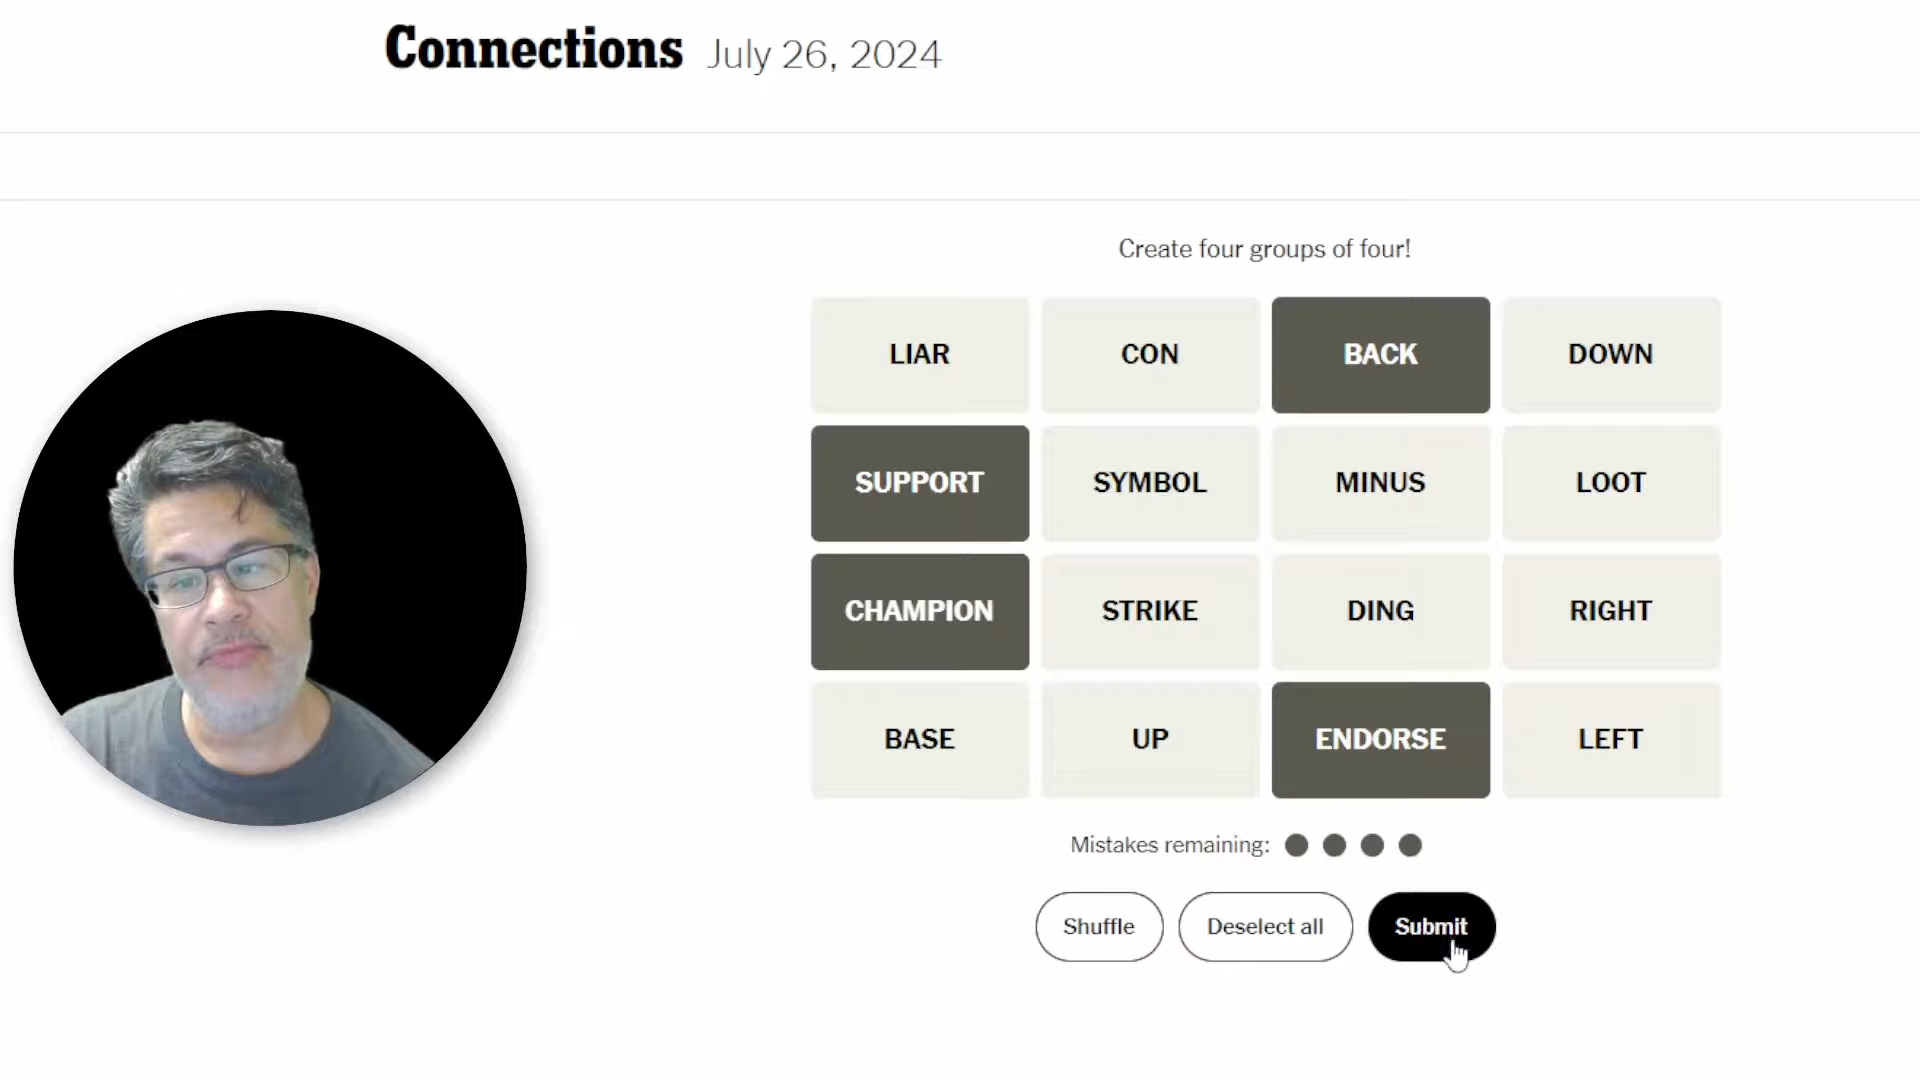 Connections July 26, 2024
Create four groups of four!
LIAR CON BACK DOWN
SUPPORT SYMBOL MINUS LOOT
CHAMPION STRIKE DING RIGHT
BASE UP ENDORSE LEFT
Mistakes remaining:
Shuffle Deselect all Submit